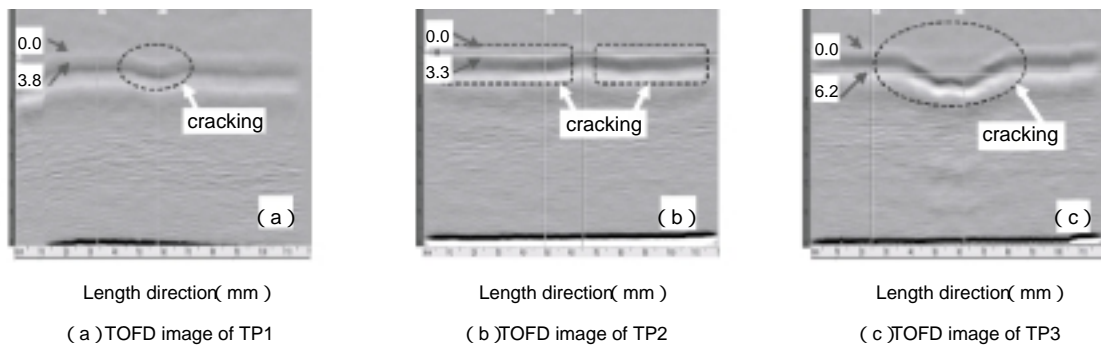 0.0
3.8
cracking
(a)
0.0
3.3
cracking
(b)
0.0
6.2
cracking
(c)
Length direction(mm)
Length direction(mm)
Length direction(mm)
(a)TOFD image of TP1
(b)TOFD image of TP2
(c)TOFD image of TP3